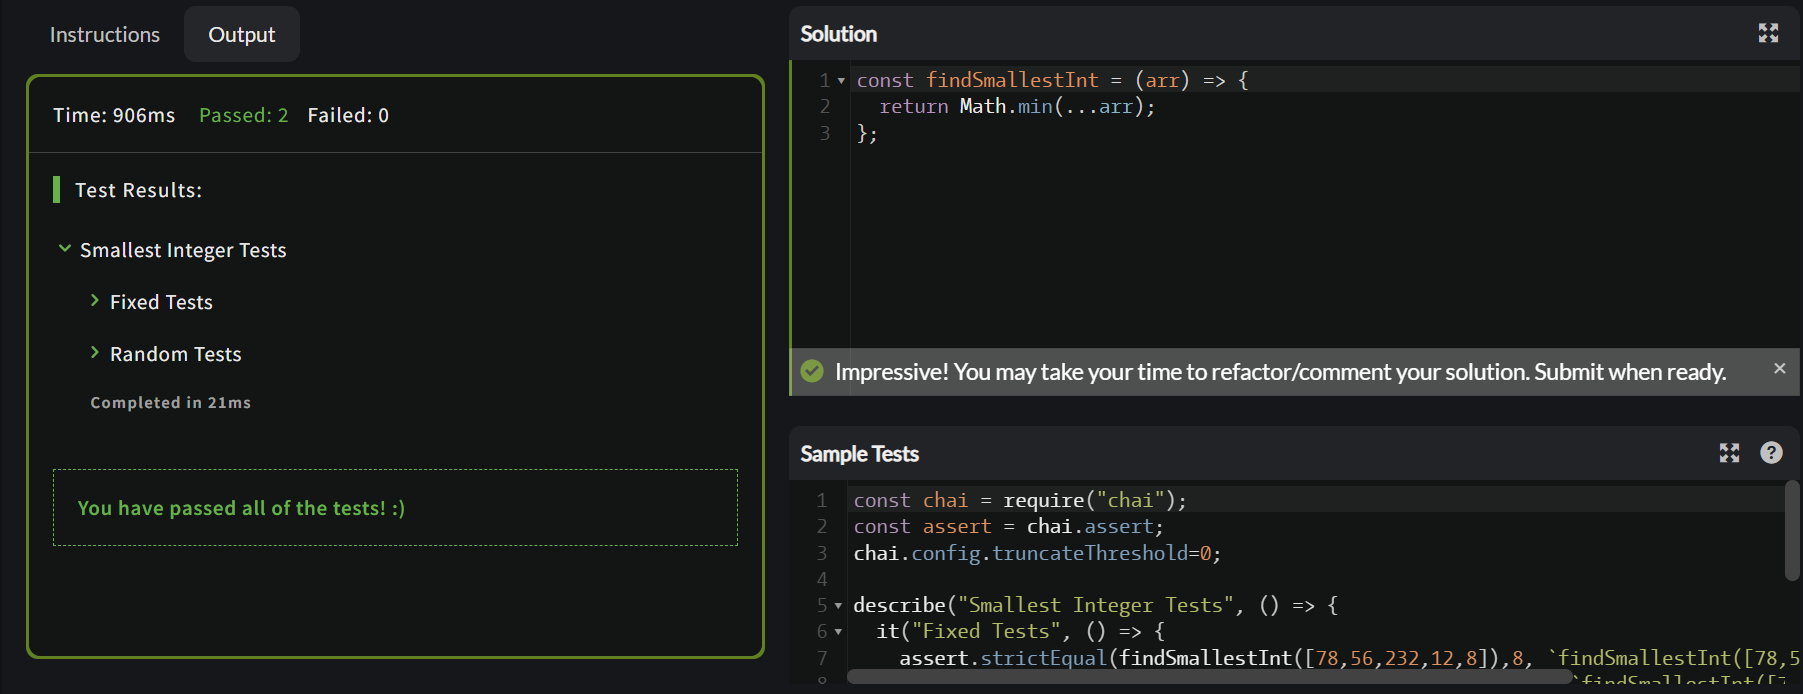 Instructions
Output
Time: 906ms Passed: 2 Failed: 0
Test Results:
Smallest Integer Tests
Fixed Tests
Random Tests
Completed in 21ms
You have passed all of the tests! :)
Solution
1 const findSmallestInt = (arr) => {
2 return Math.min(...arr);
3 };
Impressive! You may take your time to refactor/comment your solution. Submit when ready.
Sample Tests
1 const chai = require("chai");
2 const assert = chai.assert;
3 chai.config.truncateThreshold=0;
4
5 describe("Smallest Integer Tests", () => {
6 it("Fixed Tests", () => {
7 assert.strictEqual(findSmallestInt([78,56,232,12,8]),8, `findSmallestInt([78,5
8 `findSmallestInt([